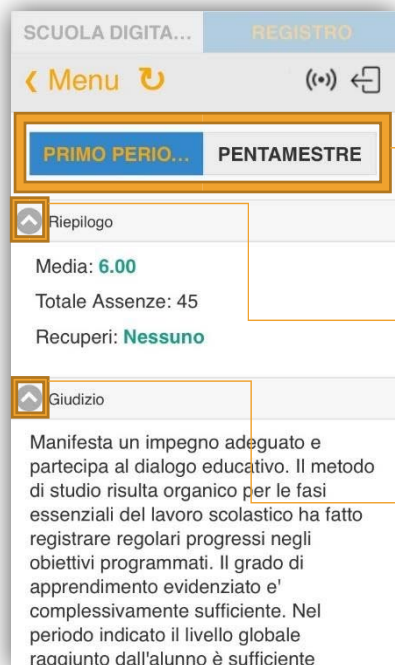 SCUOLA DIGITA... REGISTRO
Menu
PRIMO PERIO... PENTAMESTRE
Riepilogo
Media: 6.00
Totale Assenze: 45
Recuperi: Nessuno
Giudizio
Manifesta un impegno adeguato e
partecipa al dialogo educativo. Il metodo
di studio risulta organico per le fasi
essenziali del lavoro scolastico ha fatto
registrare regolari progressi negli
obiettivi programmati. Il grado di
apprendimento evidenziato e'
complessivamente sufficiente. Nel
periodo indicato il livello globale
raggiunto dall'alunno è sufficiente